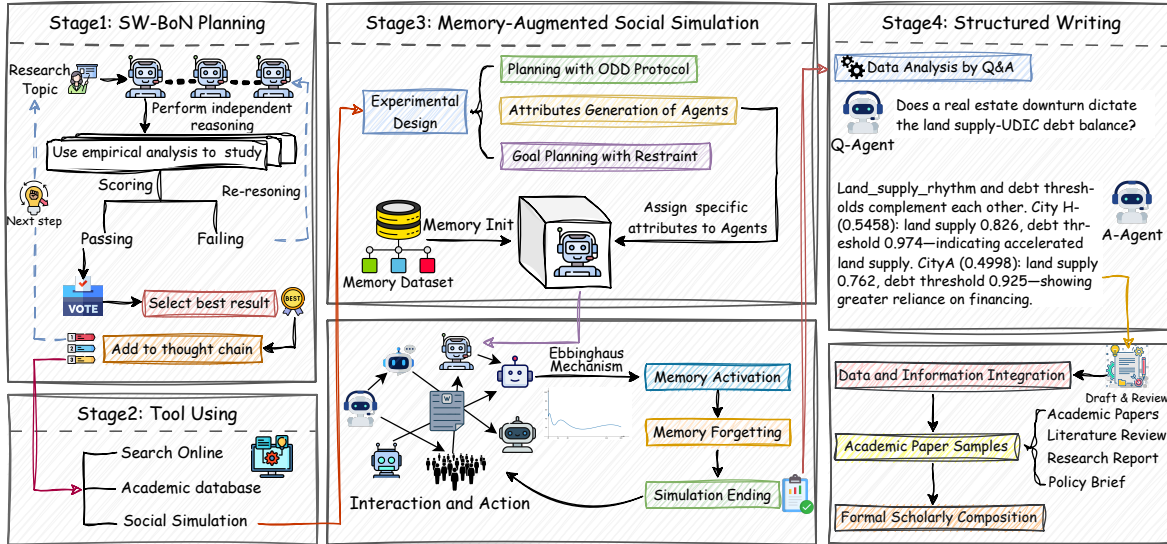 Stage1: SW-BoN Planning
Research
Topic
Perform independent
reasoning
Use empirical analysis to study
Scoring
Re-resoning
Next step
Passing
Failing
VOTE
Select best result
BEST
1
2
3
Add to thought chain
Stage2: Tool Using
Search Online
Academic database
Social Simulation
Stage3: Memory-Augmented Social Simulation
Experimental
Design
Planning with ODD Protocol
Attributes Generation of Agents
Goal Planning with Restraint
Memory Init
Memory Dataset
Assign specific
attributes to Agents
Ebbinghaus
Mechanism
W
Memory Activation
Memory Forgetting
Simulation Ending
Interaction and Action
Stage4: Structured Writing
Data Analysis by Q&A
Does a real estate downturn dictate
the land supply-UDIC debt balance?
Q-Agent
Land_supply_rhythm and debt thresh-
olds complement each other. City H-
(0.5458): land supply 0.826, debt thr-
eshold 0.974—indicating accelerated
land supply. CityA (0.4998): land supply
0.762, debt threshold 0.925—showing
greater reliance on financing.
A-Agent
Draft & Review
Data and Information Integration
Academic Paper Samples
Academic Papers
Literature Review
Research Report
Policy Brief
Formal Scholarly Composition